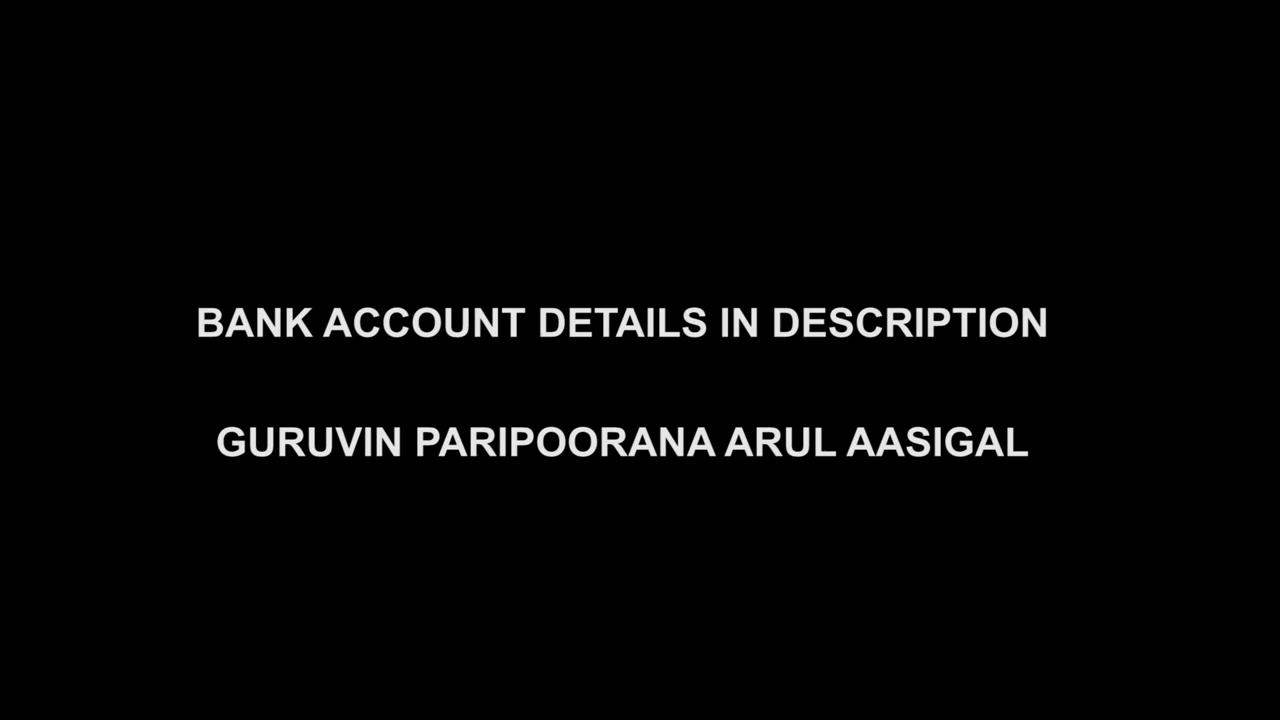 BANK ACCOUNT DETAILS IN DESCRIPTION
GURUVIN PARIPOORANA ARUL AASIGAL